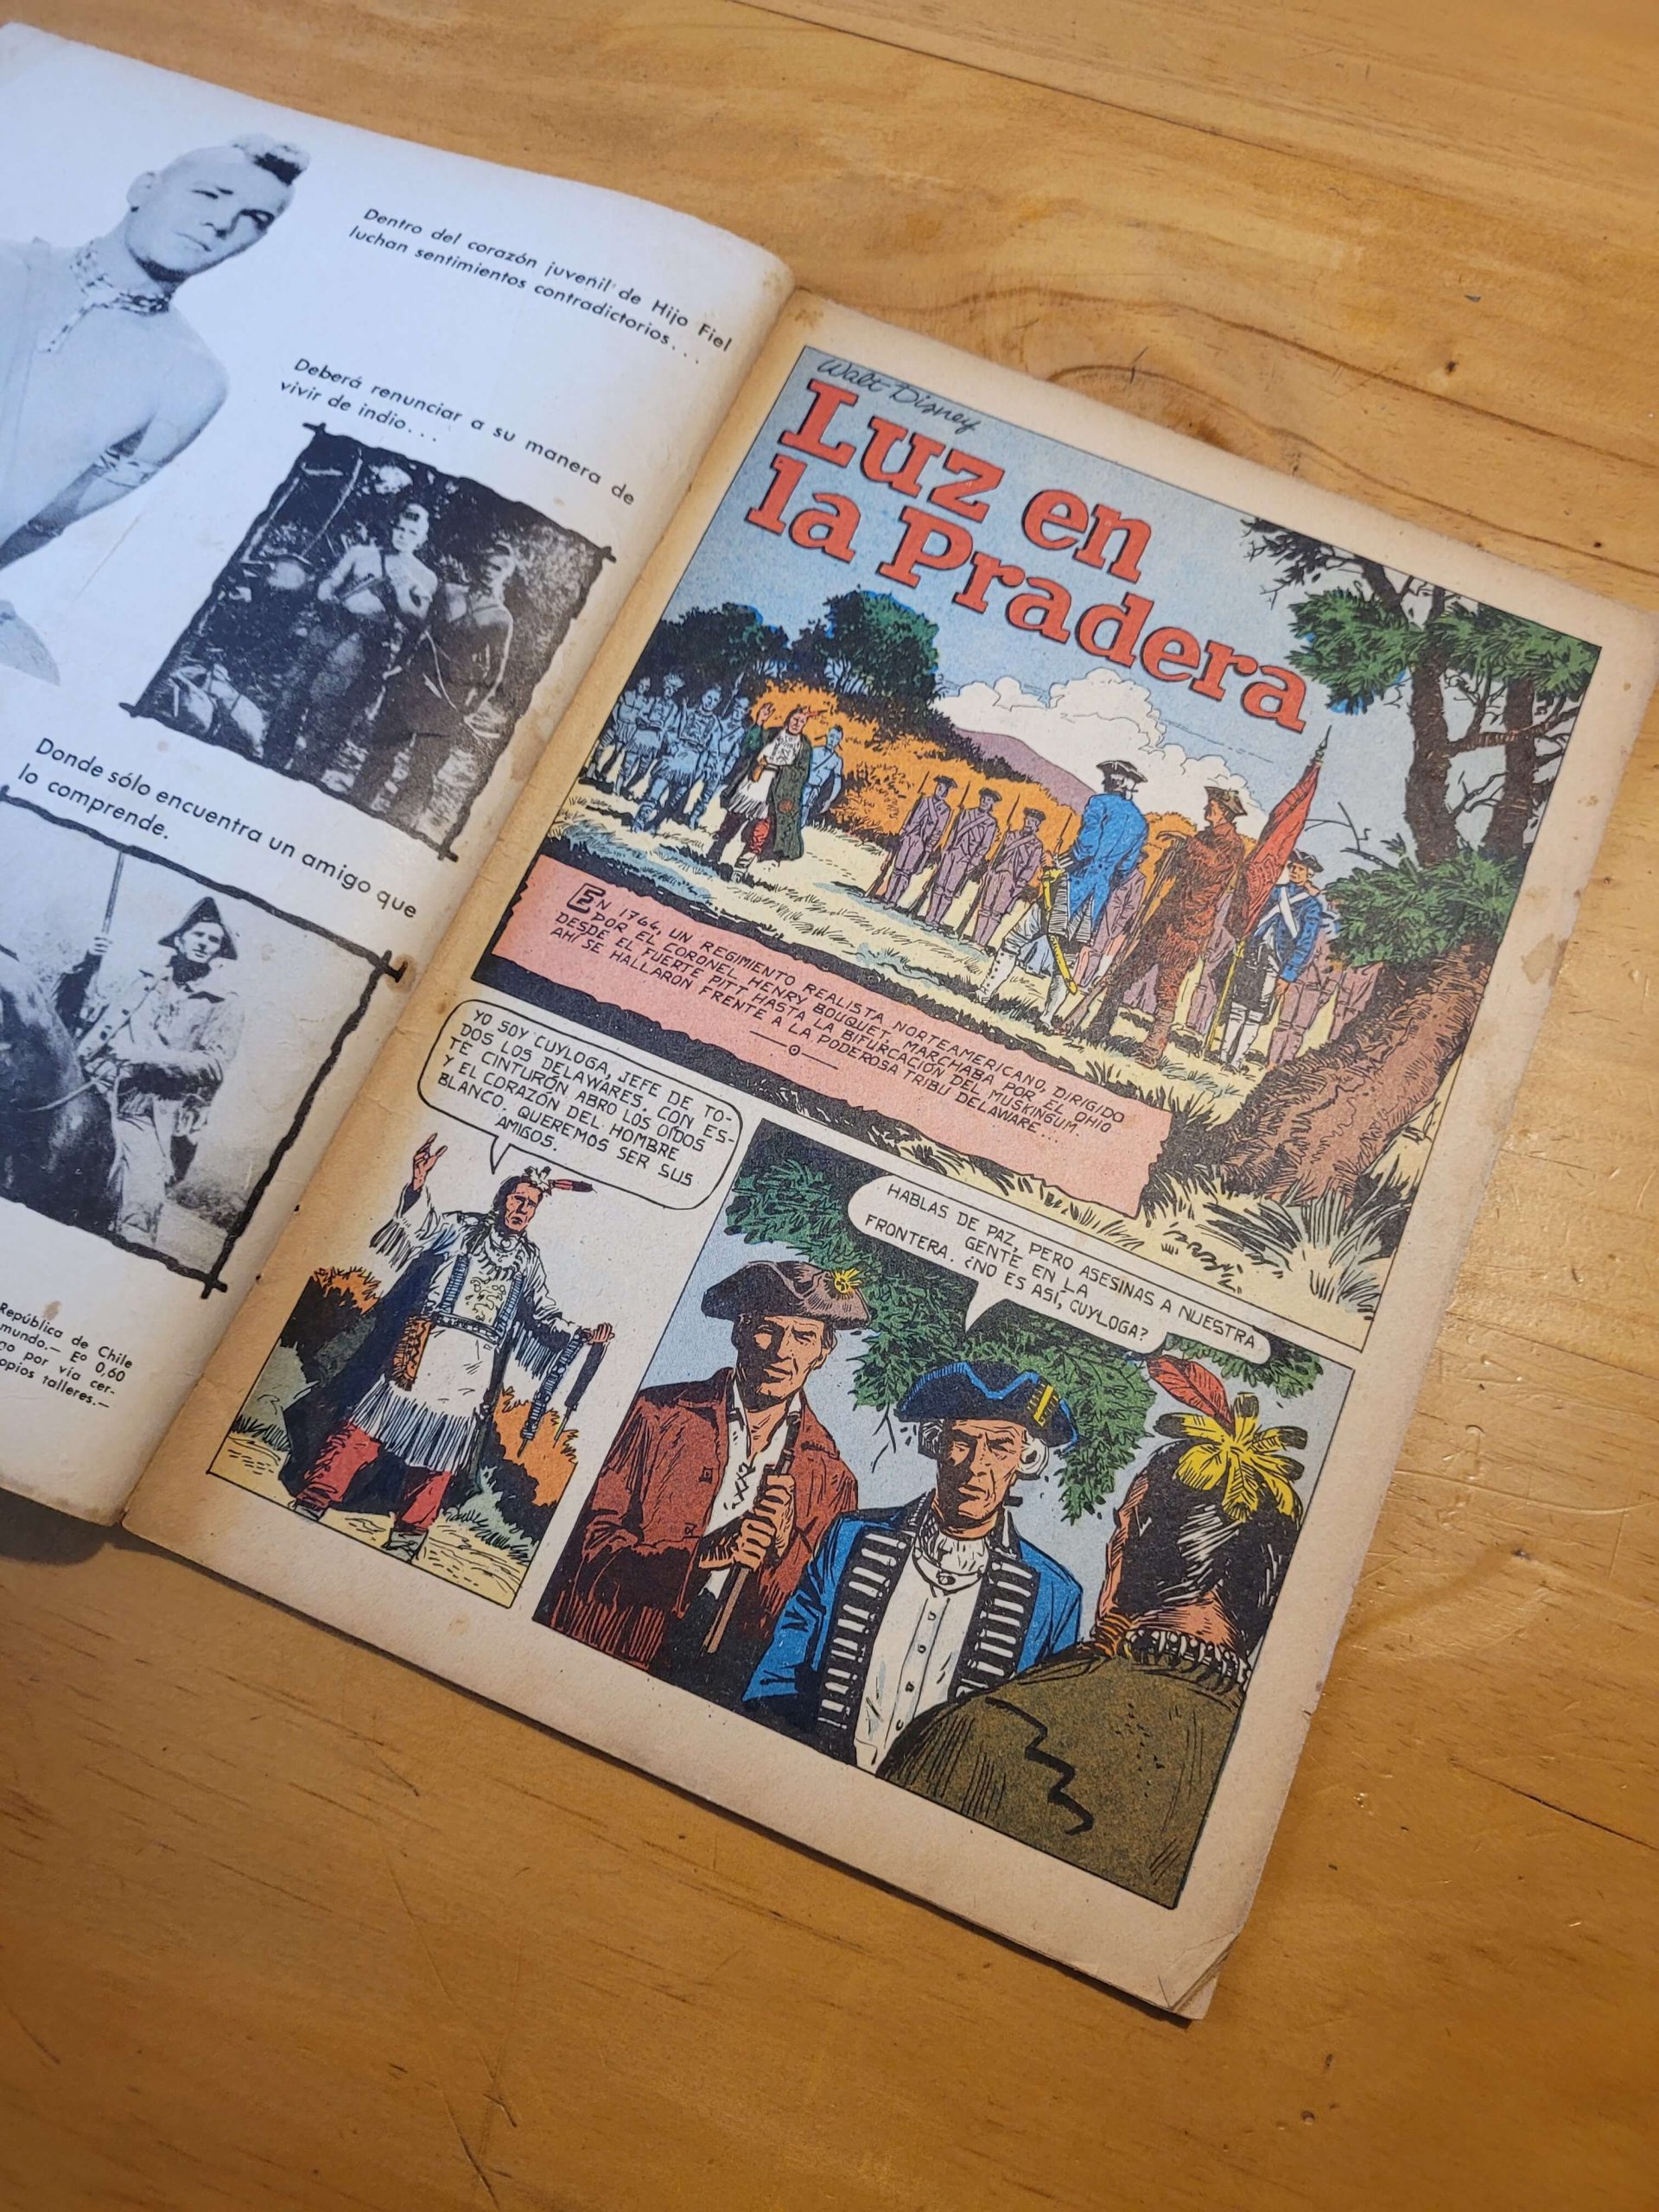 Dentro del corazón juvenil de Hijo Fiel
luchan sentimientos contradictorios...
Deberá renunciar a su manera de
vivir de indio...
Donde sólo encuentra un amigo que
lo comprende.
República de Chile
mundo.— Eº 0,60
no por vía cer-
opios talleres.—
Walt Disney
Luz en
la Pradera
EN 1764, UN REGIMIENTO REALISTA NORTEAMERICANO, DIRIGIDO
POR EL CORONEL HENRY BOUQUET, MARCHABA POR EL OHIO
DESDE EL FUERTE PITT HASTA LA BIFURCACIÓN DEL MUSKINGUM.
AHÍ SE HALLARON FRENTE A LA PODEROSA TRIBU DELAWARE...
YO SOY CUYLOGA, JEFE DE TO-
DOS LOS DELAWARES. CON ES-
TE CINTURÓN ABRO LOS OÍDOS
Y EL CORAZÓN DEL HOMBRE
BLANCO. QUEREMOS SER SUS
AMIGOS.
HABLAS DE PAZ, PERO ASESINAS A NUESTRA
GENTE EN LA
FRONTERA. ¿NO ES ASÍ, CUYLOGA?